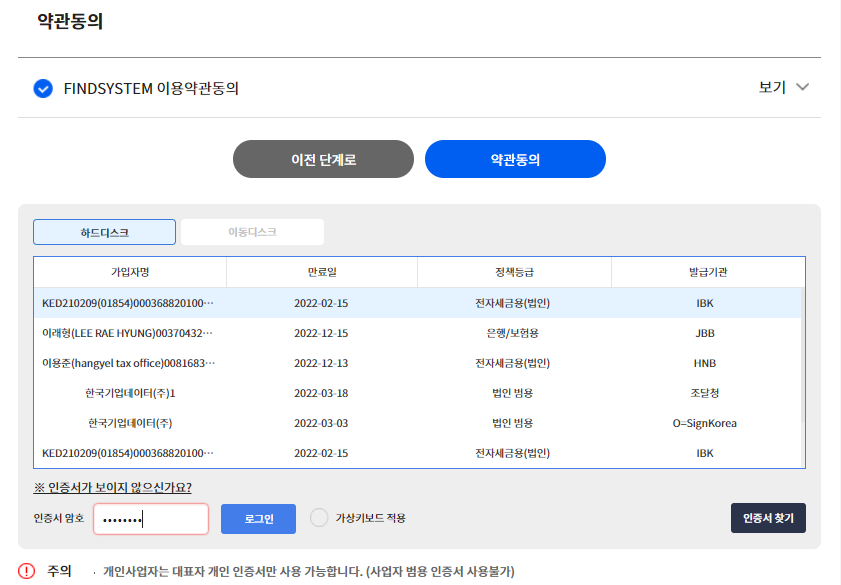 약관동의
FINDSYSTEM 이용약관동의 보기
이전 단계로 약관동의
하드디스크 이동디스크
가입자명 만료일 정책등급 발급기관
KED210209(01854)000368820100… 2022-02-15 전자세금용(법인) IBK
이래형(LEE RAE HYUNG)00370432… 2022-12-15 은행/보험용 JBB
이용준(hangyel tax office)0081683… 2022-12-13 전자세금용(법인) HNB
한국기업데이터(주)1 2022-03-18 법인 범용 조달청
한국기업데이터(주) 2022-03-03 법인 범용 O=SignKorea
KED210209(01854)000368820100… 2022-02-15 전자세금용(법인) IBK
※ 인증서가 보이지 않으신가요?
인증서 암호 •••••••• 로그인 가상키보드 적용 인증서 찾기
주의 · 개인사업자는 대표자 개인 인증서만 사용 가능합니다. (사업자 범용 인증서 사용불가)